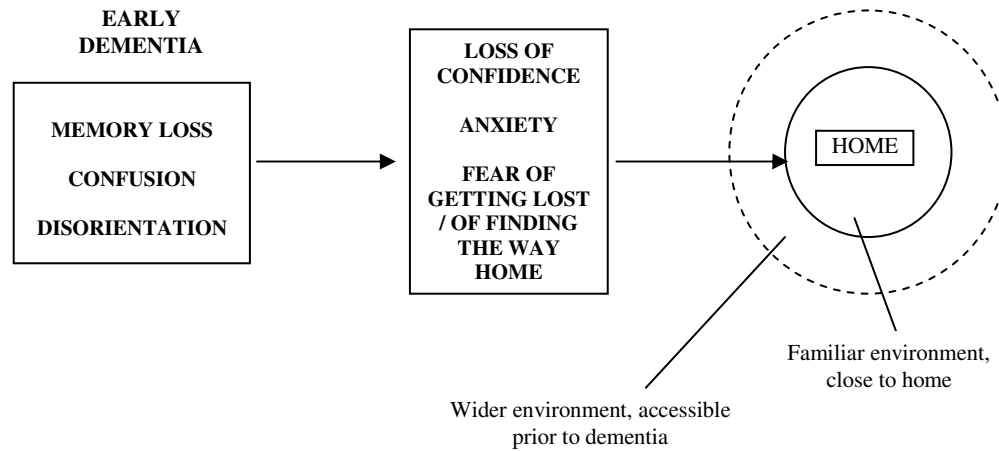 EARLY
DEMENTIA
MEMORY LOSS
CONFUSION
DISORIENTATION
LOSS OF
CONFIDENCE
ANXIETY
FEAR OF
GETTING LOST
/ OF FINDING
THE WAY
HOME
HOME
Familiar environment,
close to home
Wider environment, accessible
prior to dementia